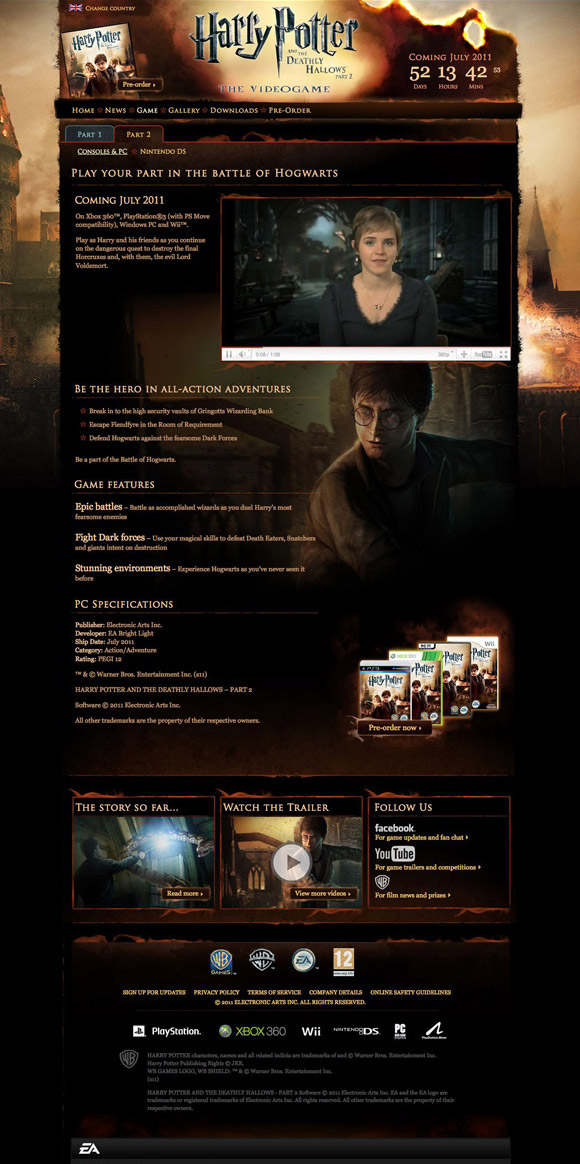 Change country
Harry Potter
and the
Deathly
Hallows
Part 2
The Videogame
Pre-order
Coming July 2011
52 13 42 53
Days Hours Mins
Home News Game Gallery Downloads Pre-Order
Part 1 Part 2
Consoles & PC Nintendo DS
Play your part in the battle of Hogwarts
Coming July 2011
On Xbox 360™, PlayStation®3 (with PS Move
compatibility), Windows PC and Wii™.
Play as Harry and his friends as you continue
on the dangerous quest to destroy the final
Horcruxes and, with them, the evil Lord
Voldemort.
0:08 / 1:08 360p YouTube
Be the hero in all-action adventures
Break in to the high security vaults of Gringotts Wizarding Bank
Escape Fiendfyre in the Room of Requirement
Defend Hogwarts against the fearsome Dark Forces
Be a part of the Battle of Hogwarts.
Game features
Epic battles – Battle as accomplished wizards as you duel Harry's most
fearsome enemies
Fight Dark forces – Use your magical skills to defeat Death Eaters, Snatchers
and giants intent on destruction
Stunning environments – Experience Hogwarts as you've never seen it
before
PC Specifications
Publisher: Electronic Arts Inc.
Developer: EA Bright Light
Ship Date: July 2011
Category: Action/Adventure
Rating: PEGI 12
™ & © Warner Bros. Entertainment Inc. (s11)
HARRY POTTER AND THE DEATHLY HALLOWS – PART 2
Software © 2011 Electronic Arts Inc.
All other trademarks are the property of their respective owners.
PS3 XBOX 360 Wii
Harry Potter
Pre-order now
The story so far...
Read more
Watch the Trailer
View more videos
Follow Us
facebook
For game updates and fan chat
YouTube
For game trailers and competitions
WB
For film news and prizes
WB GAMES EA 12
SIGN UP FOR UPDATES PRIVACY POLICY TERMS OF SERVICE COMPANY DETAILS ONLINE SAFETY GUIDELINES
© 2011 ELECTRONIC ARTS INC. ALL RIGHTS RESERVED.
PlayStation. XBOX 360 Wii NINTENDO DS PC PlayStation Move
HARRY POTTER characters, names and all related indicia are trademarks of and © Warner Bros. Entertainment Inc.
Harry Potter Publishing Rights © JKR.
WB GAMES LOGO, WB SHIELD: ™ & © Warner Bros. Entertainment Inc.
(s11)
HARRY POTTER AND THE DEATHLY HALLOWS - PART 2 Software © 2011 Electronic Arts Inc. EA and the EA logo are
trademarks or registered trademarks of Electronic Arts Inc. All rights reserved. All other trademarks are the property of their
respective owners.
EA